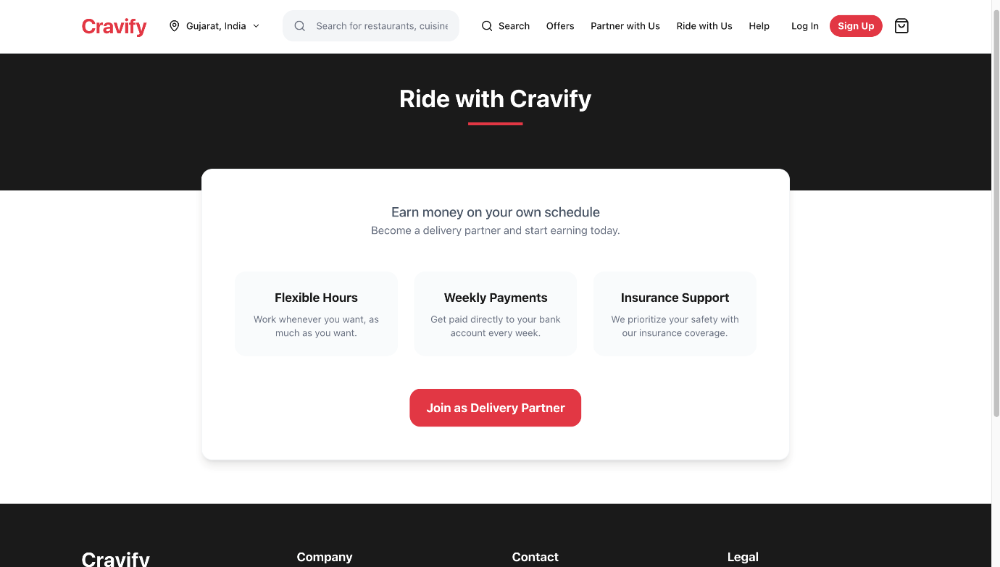 Cravify
Gujarat, India
Search for restaurants, cuisine
Search
Offers
Partner with Us
Ride with Us
Help
Log In
Sign Up
Ride with Cravify
Earn money on your own schedule
Become a delivery partner and start earning today.
Flexible Hours
Work whenever you want, as
much as you want.
Weekly Payments
Get paid directly to your bank
account every week.
Insurance Support
We prioritize your safety with
our insurance coverage.
Join as Delivery Partner
Cravify
Company
Contact
Legal